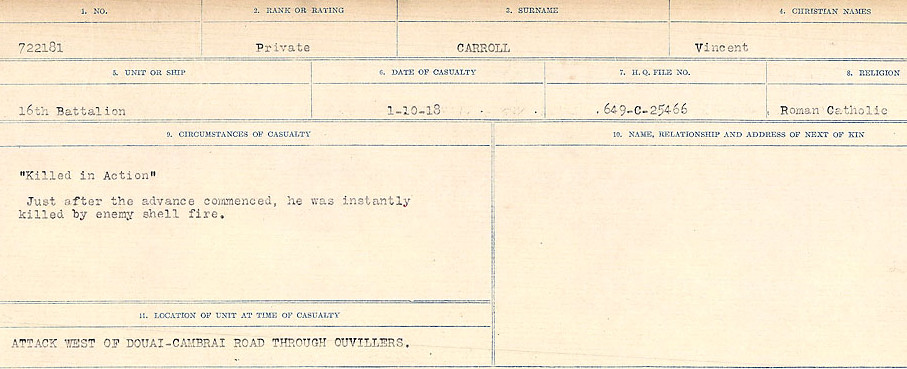 1. NO. 2. RANK OR RATING 3. SURNAME 4. CHRISTIAN NAMES
722181 Private CARROLL Vincent
5. UNIT OR SHIP 6. DATE OF CASUALTY 7. H. Q. FILE NO. 8. RELIGION
16th Battalion 1-10-18 649-C-25466 Roman Catholic
9. CIRCUMSTANCES OF CASUALTY 10. NAME, RELATIONSHIP AND ADDRESS OF NEXT OF KIN
"Killed in Action"
Just after the advance commenced, he was instantly
killed by enemy shell fire.
11. LOCATION OF UNIT AT TIME OF CASUALTY
ATTACK WEST OF DOUAI-CAMBRAI ROAD THROUGH OUVILLERS.